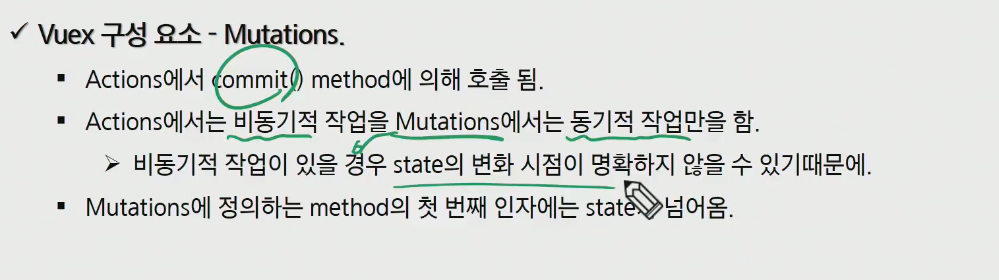 ✓ Vuex 구성 요소 - Mutations.
▪ Actions에서 commit() method에 의해 호출 됨.
▪ Actions에서는 비동기적 작업을 Mutations에서는 동기적 작업만을 함.
➢ 비동기적 작업이 있을 경우 state의 변화 시점이 명확하지 않을 수 있기때문에.
▪ Mutations에 정의하는 method의 첫 번째 인자에는 state 넘어옴.